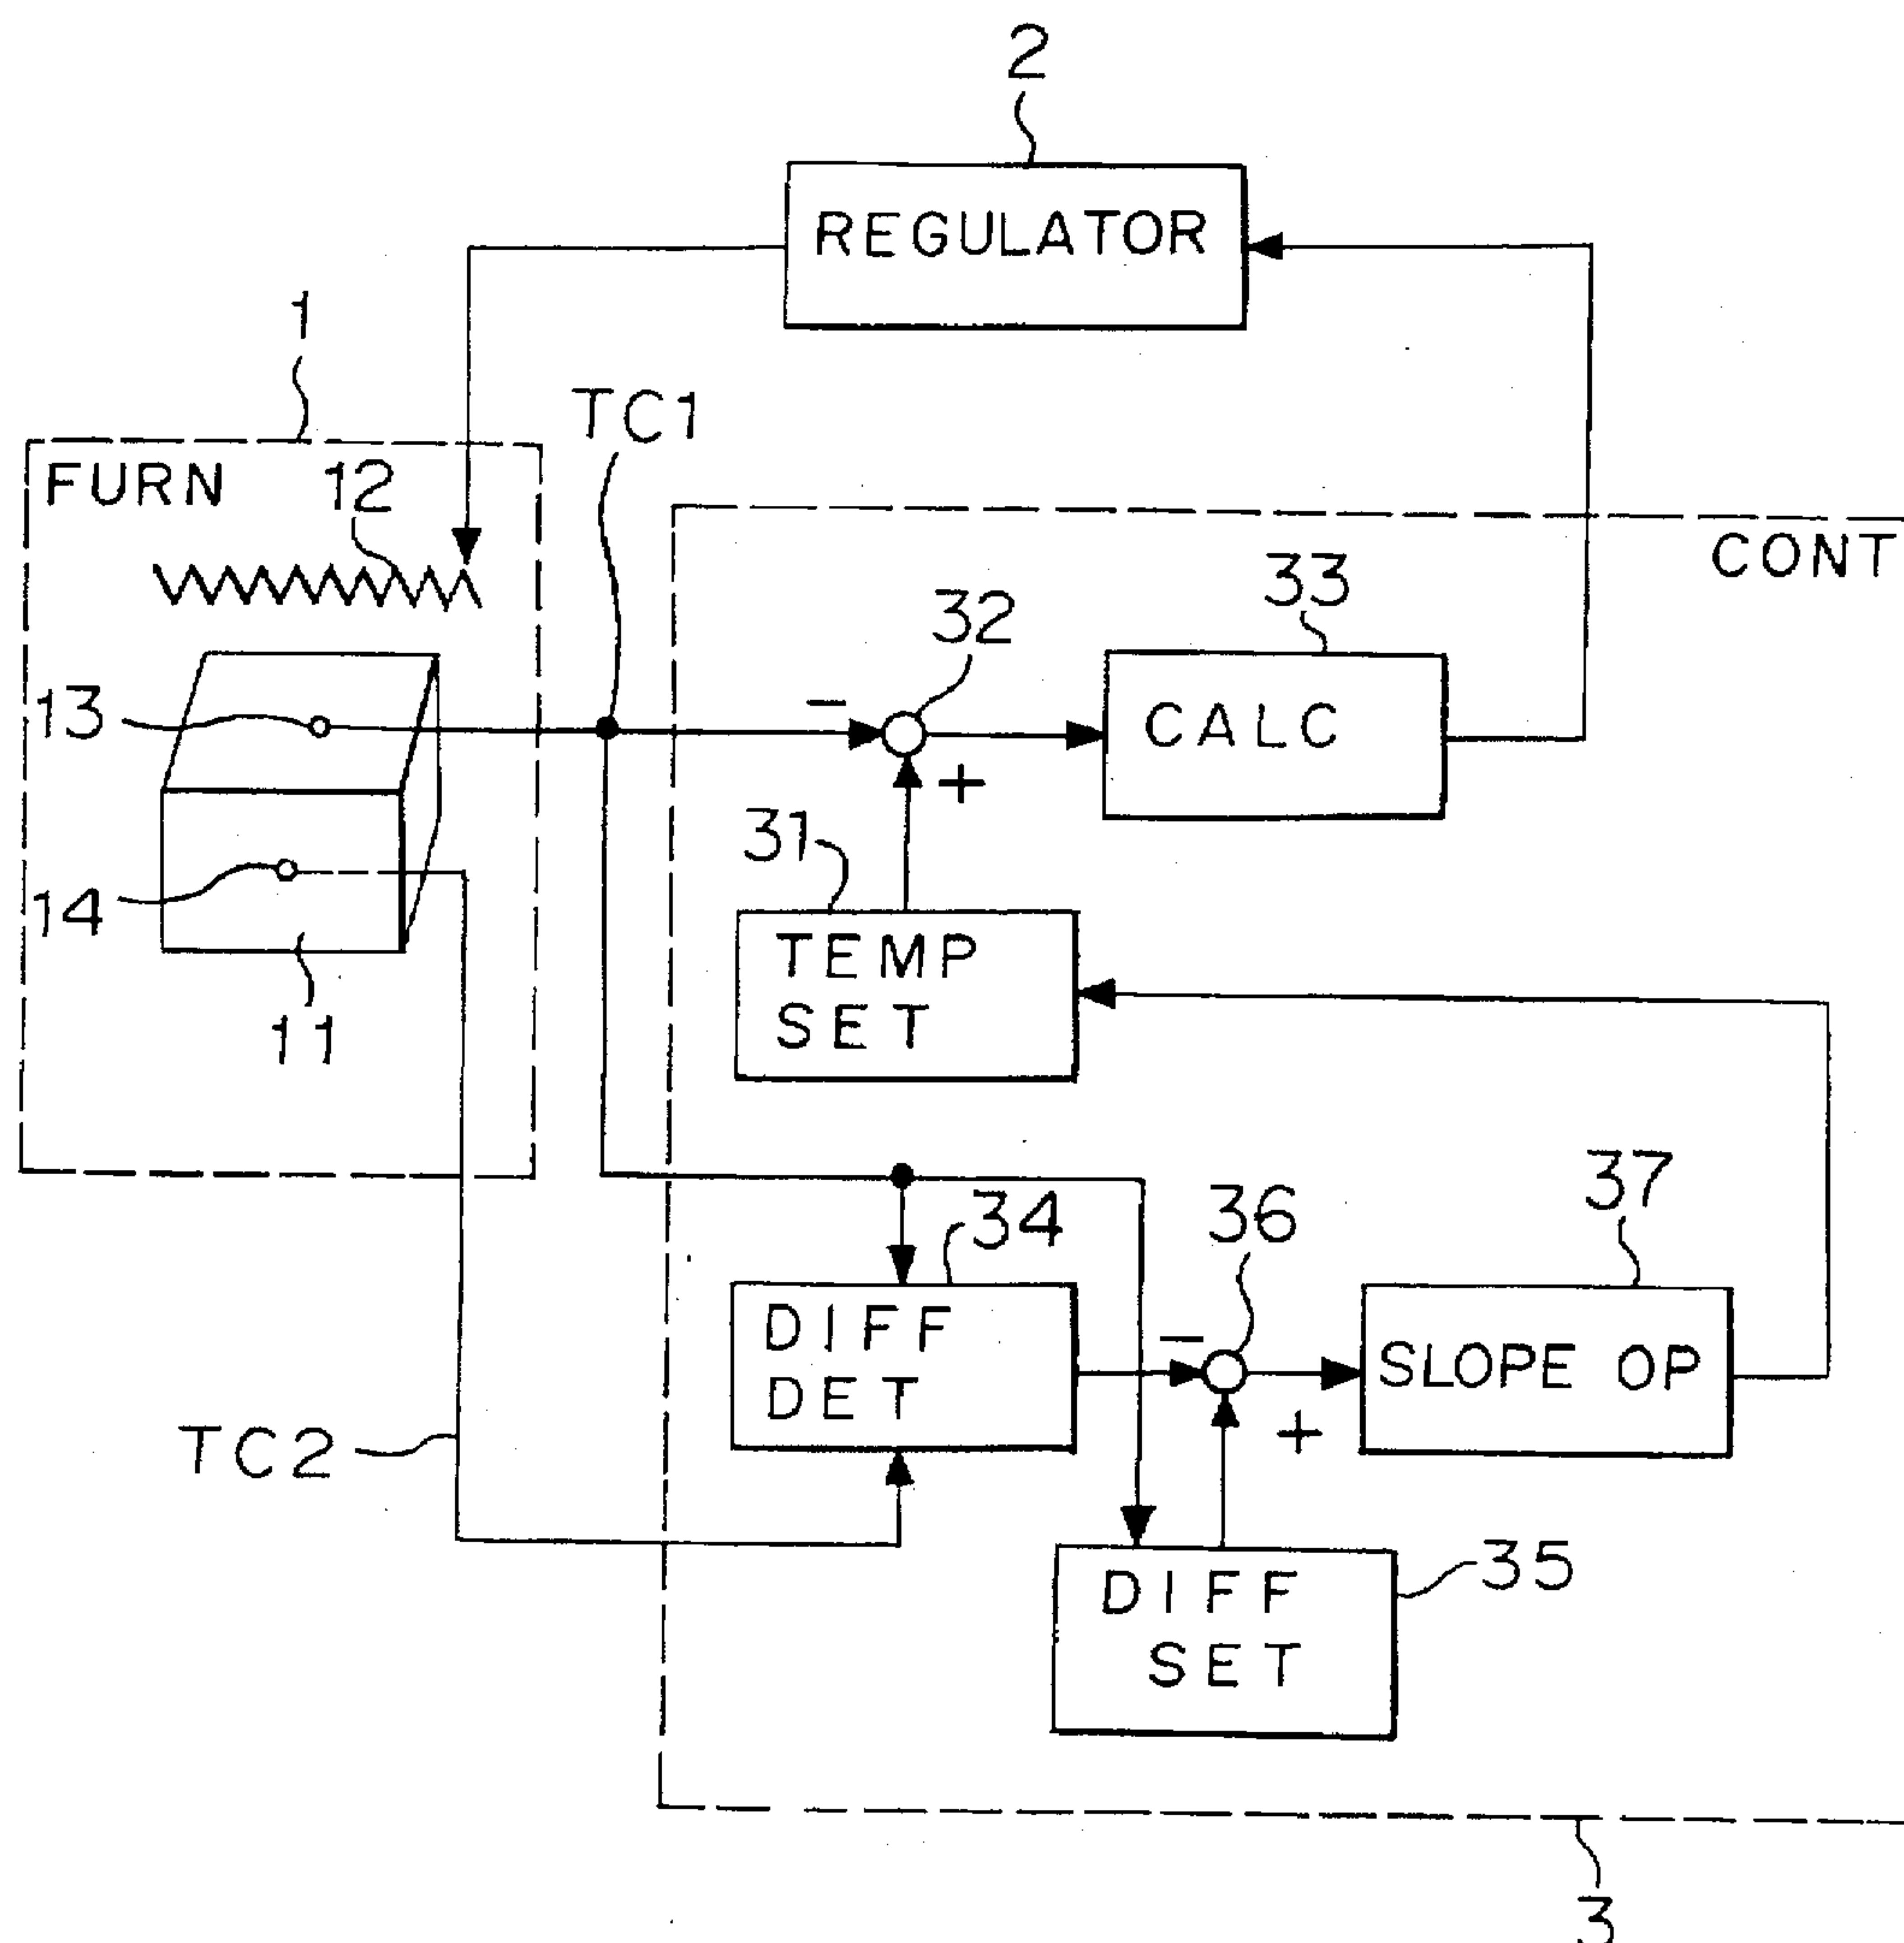 2
REGULATOR
1
TC1
FURN
12
CONT
33
32
13
−
CALC
+
31
14
TEMP
SET
11
37
34
36
DIFF
DET
−
SLOPE OP
+
TC2
35
DIFF
SET
3